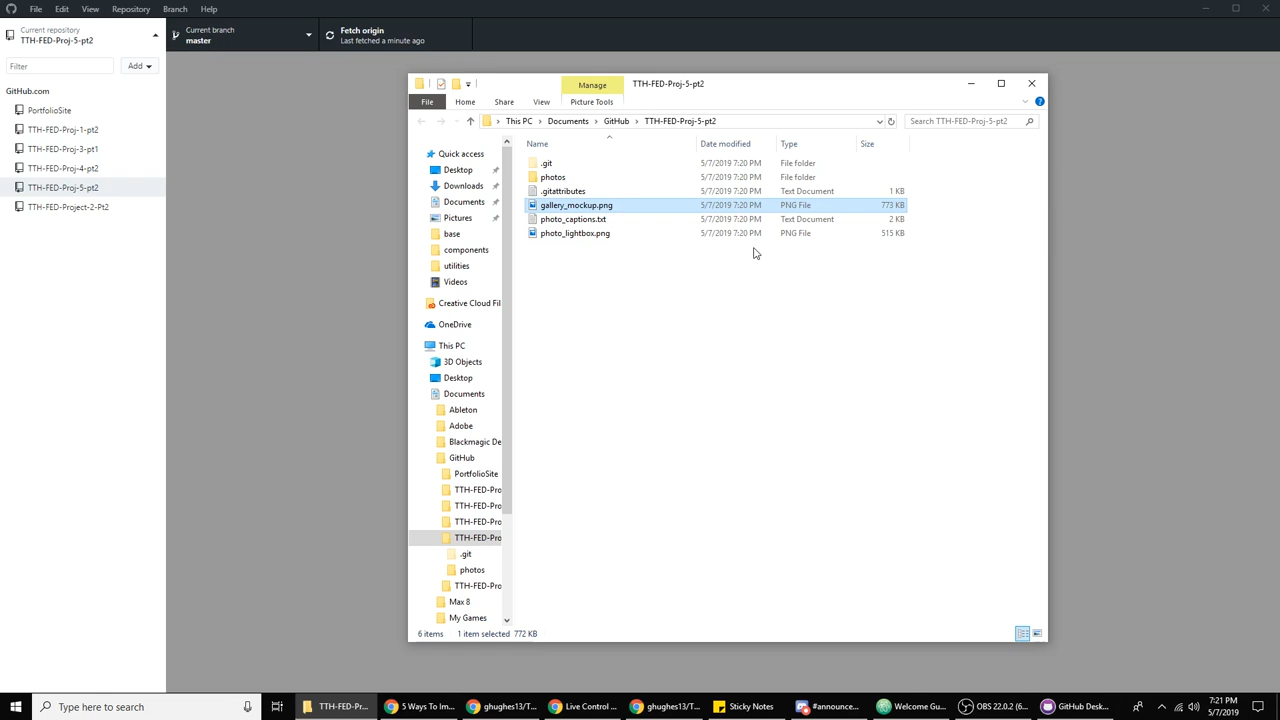 File Edit View Repository Branch Help
Current repository
TTH-FED-Proj-5-pt2
Current branch
master
Fetch origin
Last fetched a minute ago
Filter
Add
GitHub.com
PortfolioSite
TTH-FED-Proj-1-pt2
TTH-FED-Proj-3-pt1
TTH-FED-Proj-4-pt2
TTH-FED-Proj-5-pt2
TTH-FED-Project-2-Pt2
Manage
TTH-FED-Proj-5-pt2
File Home Share View Picture Tools
This PC > Documents > GitHub > TTH-FED-Proj-5-pt2
Search TTH-FED-Proj-5-pt2
Name Date modified Type Size
.git 5/7/2019 7:20 PM File folder
photos 5/7/2019 7:20 PM File folder
.gitattributes 5/7/2019 7:20 PM Text Document 1 KB
gallery_mockup.png 5/7/2019 7:20 PM PNG File 773 KB
photo_captions.txt 5/7/2019 7:20 PM Text Document 2 KB
photo_lightbox.png 5/7/2019 7:20 PM PNG File 515 KB
Quick access
Desktop
Downloads
Documents
Pictures
base
components
utilities
Videos
Creative Cloud Fil
OneDrive
This PC
3D Objects
Desktop
Documents
Ableton
Adobe
Blackmagic De
GitHub
PortfolioSite
TTH-FED-Pro
TTH-FED-Pro
TTH-FED-Pro
TTH-FED-Pro
.git
photos
TTH-FED-Pro
Max 8
My Games
6 items 1 item selected 772 KB
Type here to search
TTH-FED-Pr...
5 Ways To Im...
ghughes13/T...
Live Control ...
ghughes13/T...
Sticky Notes
#announce...
Welcome Gu...
OBS 22.0.2 (6...
GitHub Desk...
7:21 PM
5/7/2019